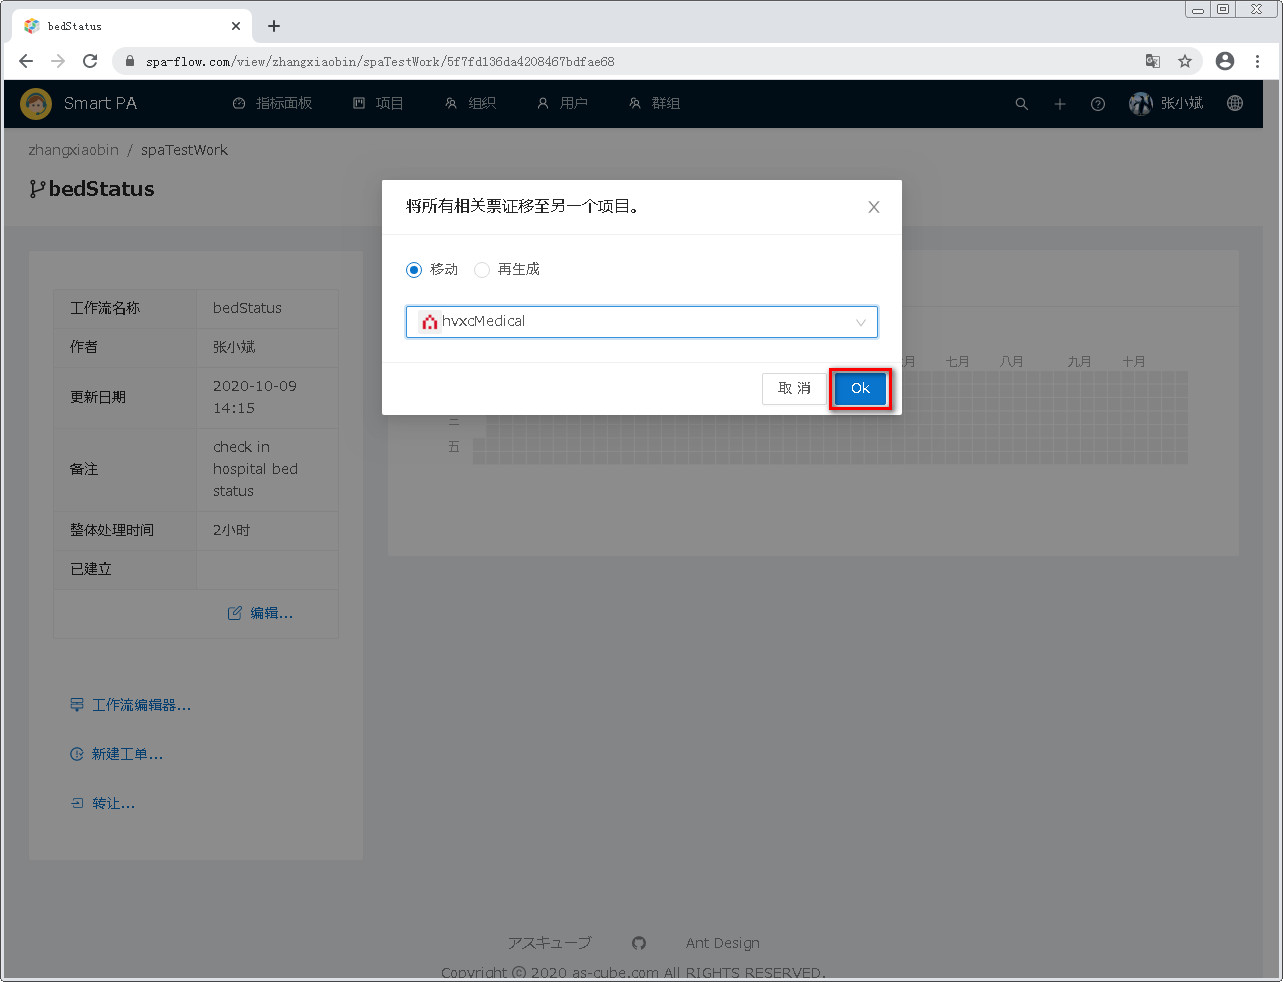 bedStatus
spa-flow.com/view/zhangxiaobin/spaTestWork/5f7fd136da4208467bdfae68
Smart PA 指标面板 项目 组织 用户 群组 张小斌
zhangxiaobin / spaTestWork
bedStatus
将所有相关票证移至另一个项目。
移动 再生成
hvxcMedical
取 消 Ok
工作流名称 bedStatus
作者 张小斌
更新日期 2020-10-09
14:15
备注 check in
hospital bed
status
整体处理时间 2小时
已建立
编辑...
月 七月 八月 九月 十月
三
五
工作流编辑器...
新建工单...
转让...
アスキューブ Ant Design
Copyright © 2020 as-cube.com All RIGHTS RESERVED.